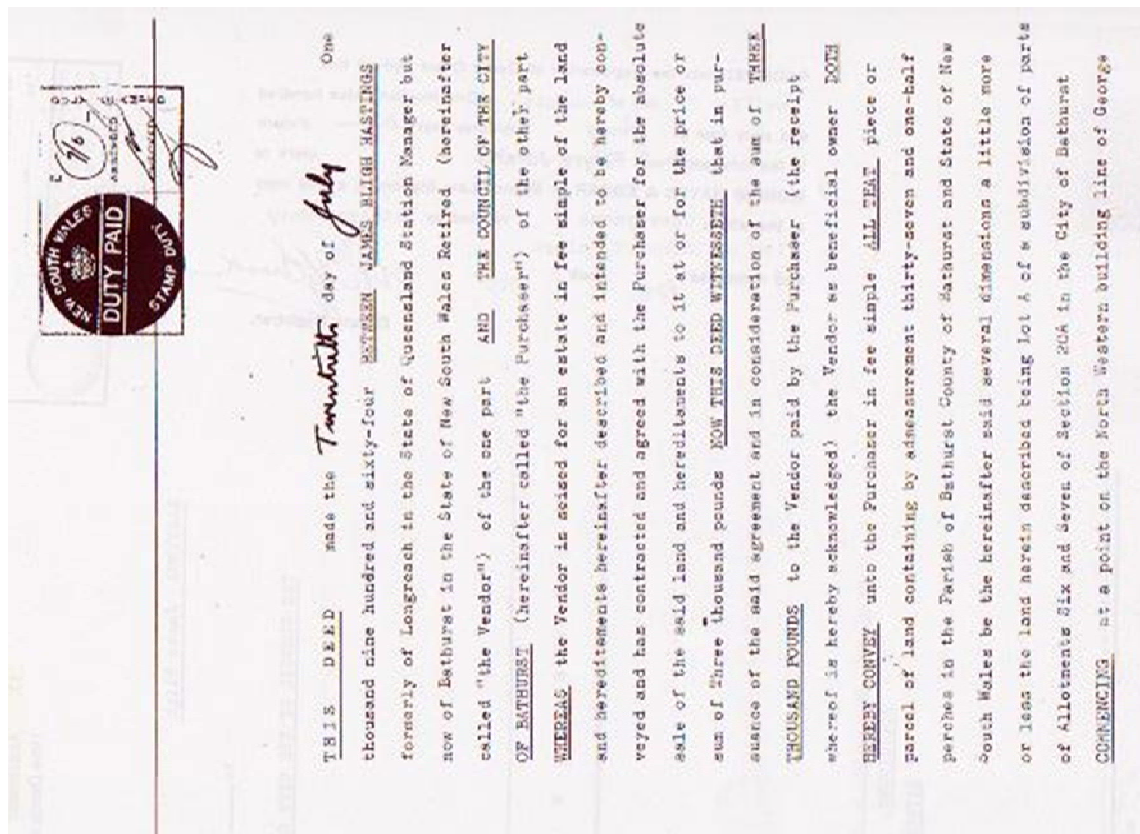 NEW SOUTH WALES
DUTY PAID
STAMP DUTY
7/6
THIS DEED made the Twentieth day of July One
thousand nine hundred and sixty-four BETWEEN JAMES BLIGH HASTINGS
formerly of Longreach in the State of Queensland Station Manager but
now of Bathurst in the State of New South Wales Retired (hereinafter
called "the Vendor") of the one part AND THE COUNCIL OF THE CITY
OF BATHURST (hereinafter called "the Purchaser") of the other part
WHEREAS the Vendor is seized for an estate in fee simple of the land
and hereditaments hereinafter described and intended to be hereby con-
veyed and has contracted and agreed with the Purchaser for the absolute
sale of the said land and hereditaments to it at or for the price or
sum of Three thousand pounds NOW THIS DEED WITNESSETH that in pur-
suance of the said agreement and in consideration of the sum of THREE
THOUSAND POUNDS to the Vendor paid by the Purchaser (the receipt
whereof is hereby acknowledged) the Vendor as beneficial owner DOTH
HEREBY CONVEY unto the Purchaser in fee simple ALL THAT piece or
parcel of land containing by admeasurement thirty-seven and one-half
perches in the Parish of Bathurst County of Bathurst and State of New
South Wales be the hereinafter said several dimensions a little more
or less the land herein described being Lot A of a subdivision of parts
of Allotments Six and Seven of Section 20A in the City of Bathurst
COMMENCING at a point on the North Western building line of George